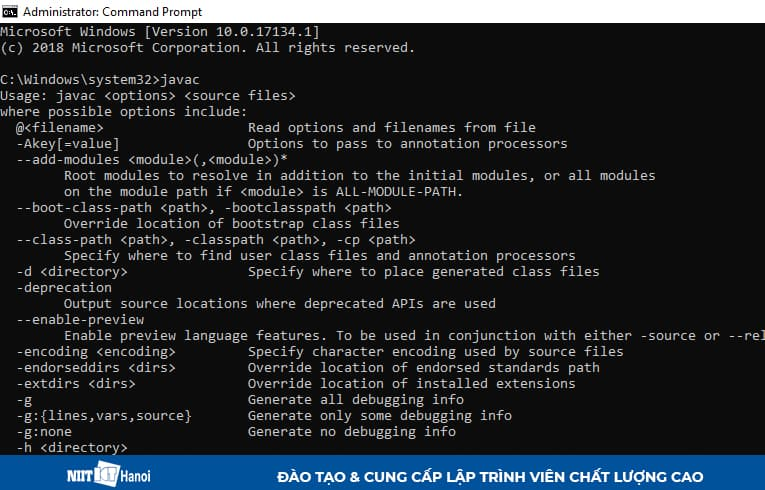 Administrator: Command Prompt
Microsoft Windows [Version 10.0.17134.1]
(c) 2018 Microsoft Corporation. All rights reserved.
C:\Windows\system32>javac
Usage: javac <options> <source files>
where possible options include:
@<filename> Read options and filenames from file
-Akey[=value] Options to pass to annotation processors
--add-modules <module>(,<module>)*
Root modules to resolve in addition to the initial modules, or all modules
on the module path if <module> is ALL-MODULE-PATH.
--boot-class-path <path>, -bootclasspath <path>
Override location of bootstrap class files
--class-path <path>, -classpath <path>, -cp <path>
Specify where to find user class files and annotation processors
-d <directory> Specify where to place generated class files
-deprecation
Output source locations where deprecated APIs are used
--enable-preview
Enable preview language features. To be used in conjunction with either -source or --rel
-encoding <encoding> Specify character encoding used by source files
-endorseddirs <dirs> Override location of endorsed standards path
-extdirs <dirs> Override location of installed extensions
-g Generate all debugging info
-g:{lines,vars,source} Generate only some debugging info
-g:none Generate no debugging info
-h <directory>
NIIT ICT Hanoi ĐÀO TẠO & CUNG CẤP LẬP TRÌNH VIÊN CHẤT LƯỢNG CAO